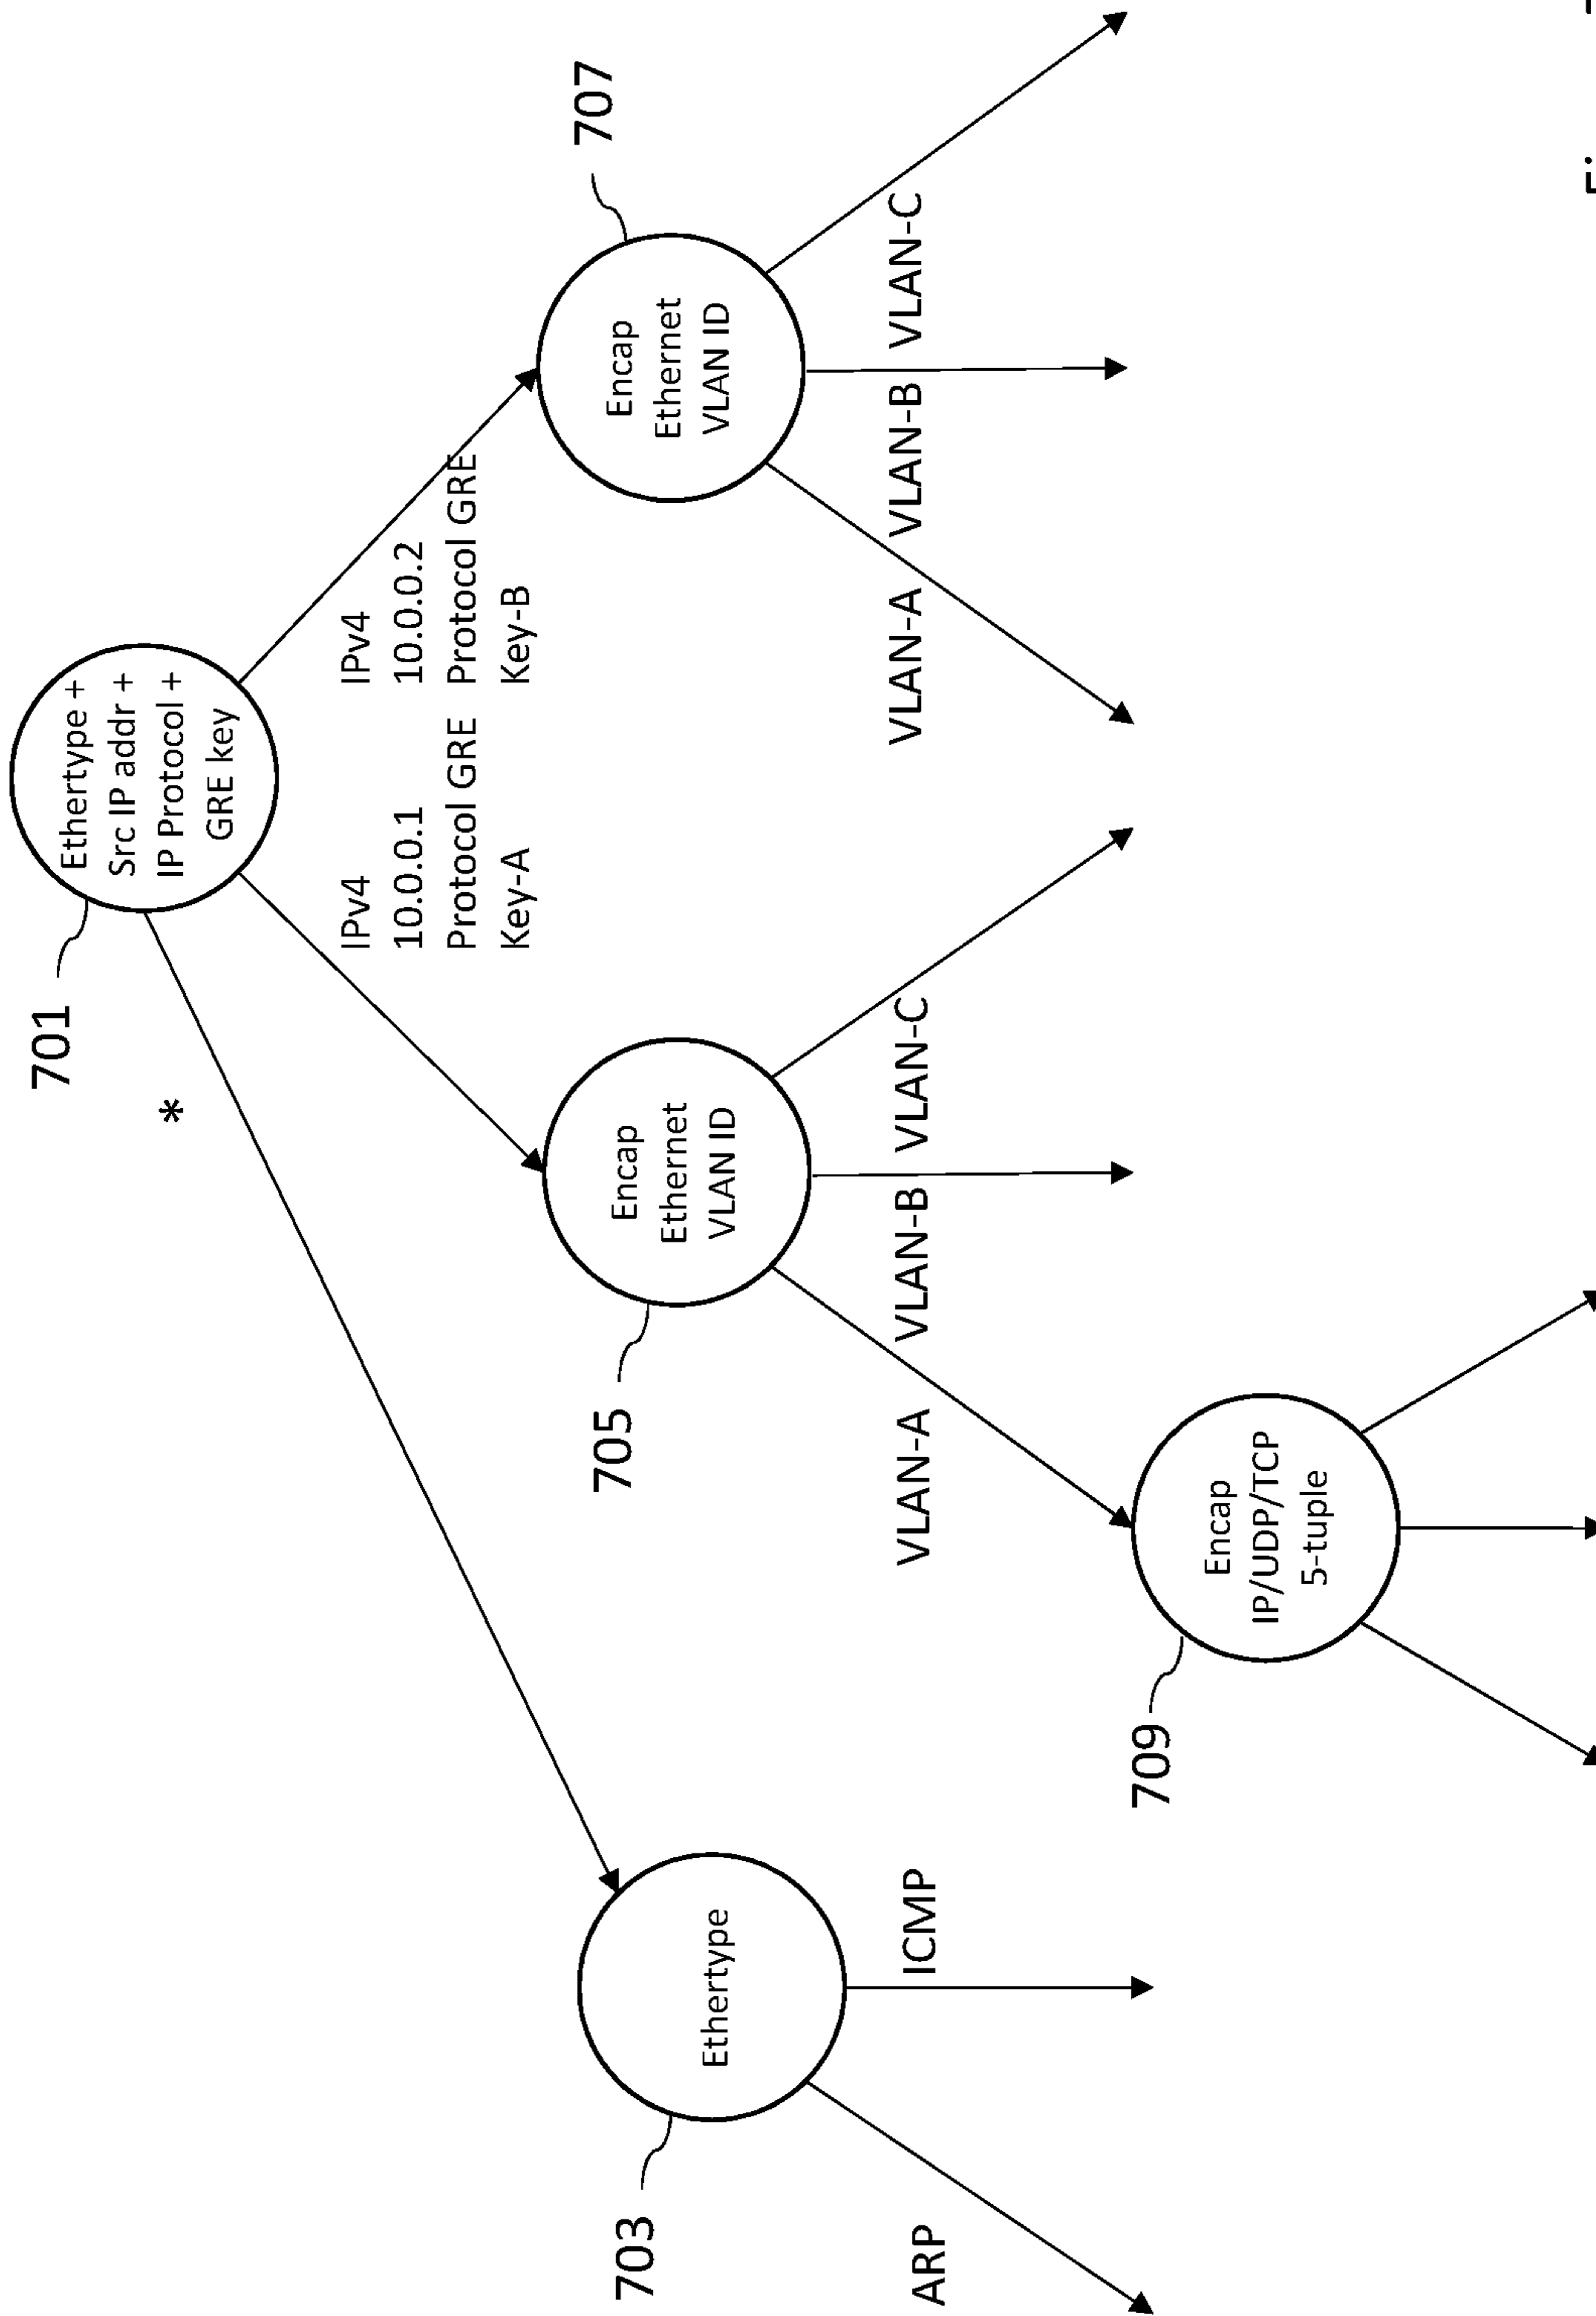 701
Ethertype +
Src IP addr +
IP Protocol +
GRE key
*
IPv4
10.0.0.1
Protocol GRE
Key-A
IPv4
10.0.0.2
Protocol GRE
Key-B
703
Ethertype
705
Encap
Ethernet
VLAN ID
707
Encap
Ethernet
VLAN ID
ARP
ICMP
VLAN-A
VLAN-B
VLAN-C
VLAN-A
VLAN-B
VLAN-C
709
Encap
IP/UDP/TCP
5-tuple